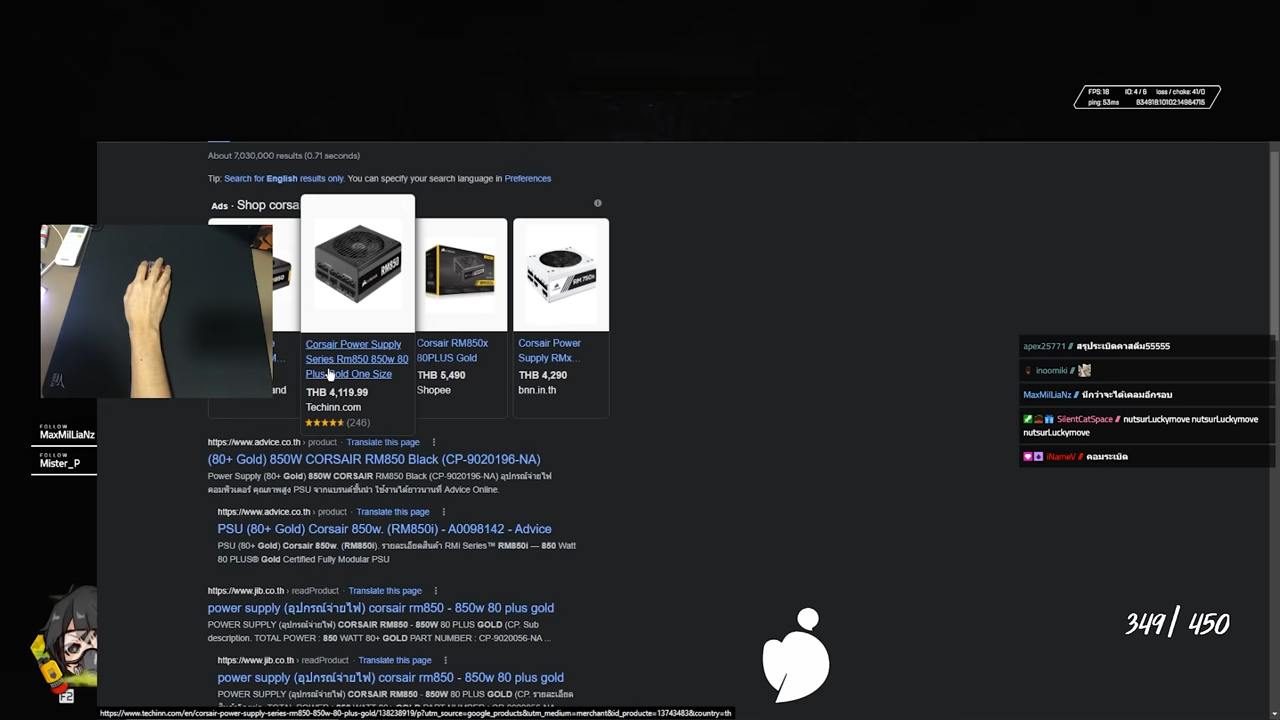 FPS:18 ID: 4 / 6 loss / choke: 41/0
ping: 53ms 834918:10102:14964715
About 7,030,000 results (0.71 seconds)
Tip: Search for English results only. You can specify your search language in Preferences
Ads · Shop corsa
RM850
RM 750x
Corsair Power Supply
Series Rm850 850w 80
Plus Gold One Size
THB 4,119.99
Techinn.com
(246)
Corsair RM850x
80PLUS Gold
THB 5,490
Shopee
Corsair Power
Supply RMx...
THB 4,290
bnn.in.th
https://www.advice.co.th › product · Translate this page
(80+ Gold) 850W CORSAIR RM850 Black (CP-9020196-NA)
Power Supply (80+ Gold) 850W CORSAIR RM850 Black (CP-9020196-NA) อุปกรณ์จ่ายไฟ
คอมพิวเตอร์ คุณภาพสูง PSU จากแบรนด์ชั้นนำ ใช้งานได้ยาวนานที่ Advice Online.
https://www.advice.co.th › product · Translate this page
PSU (80+ Gold) Corsair 850w. (RM850i) - A0098142 - Advice
PSU (80+ Gold) Corsair 850w. (RM850i). รายละเอียดสินค้า RMi Series™ RM850i — 850 Watt
80 PLUS® Gold Certified Fully Modular PSU
https://www.jib.co.th › readProduct · Translate this page
power supply (อุปกรณ์จ่ายไฟ) corsair rm850 - 850w 80 plus gold
POWER SUPPLY (อุปกรณ์จ่ายไฟ) CORSAIR RM850 - 850W 80 PLUS GOLD (CP. Sub
description. TOTAL POWER : 850 WATT 80+ GOLD PART NUMBER : CP-9020056-NA ...
https://www.jib.co.th › readProduct · Translate this page
power supply (อุปกรณ์จ่ายไฟ) corsair rm850 - 850w 80 plus gold
POWER SUPPLY (อุปกรณ์จ่ายไฟ) CORSAIR RM850 - 850W 80 PLUS GOLD (CP. รายละเอียด
https://www.techinn.com/en/corsair-power-supply-series-rm850-850w-80-plus-gold/138238919/p?utm_source=google_products&utm_medium=merchant&id_producte=13743483&country=th
FOLLOW
MaxMilLiaNz
FOLLOW
Mister_P
F2
apex25771 // สรุประเบิดคาสตีม55555
inoomiki //
MaxMilLiaNz // นึกว่าจะได้เคลมอีกรอบ
SilentCatSpace // nutsurLuckymove nutsurLuckymove
nutsurLuckymove
iNameV // คอมระเบิด
349/ 450